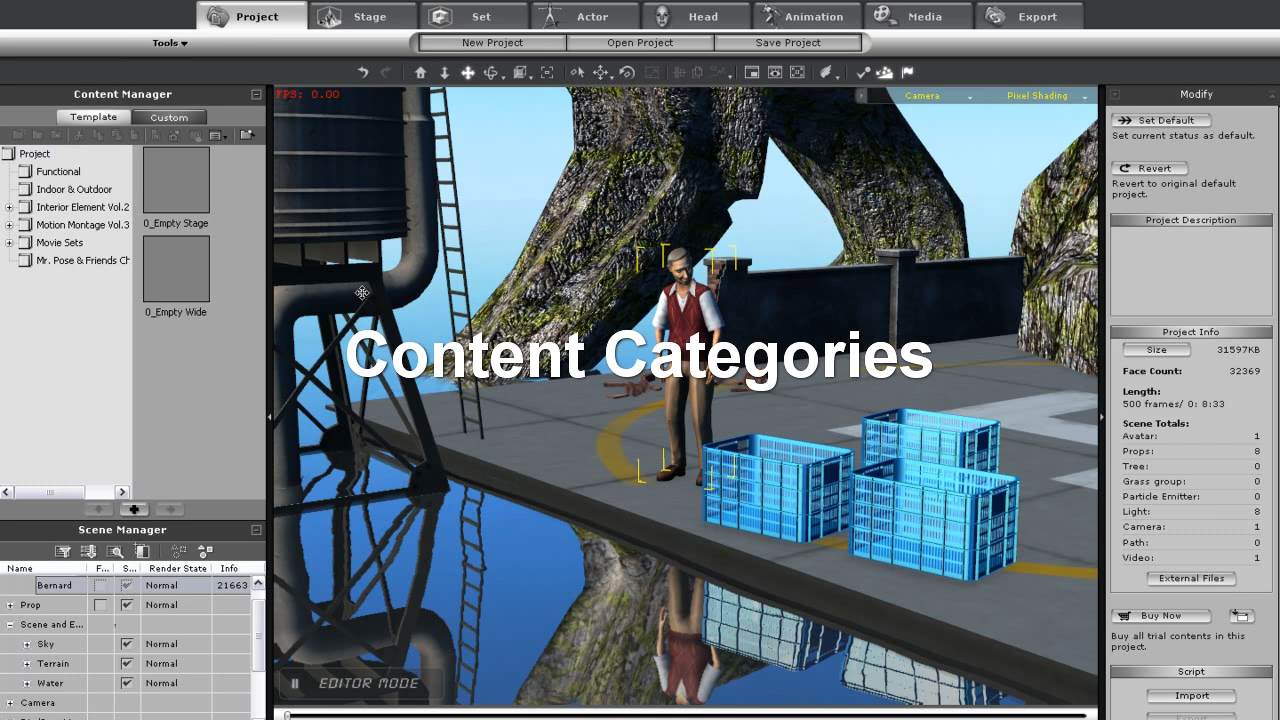 Project Stage Set Actor Head Animation Media Export
Tools
New Project Open Project Save Project
Content Manager
Template Custom
Project
Functional
Indoor & Outdoor
Interior Element Vol.2
Motion Montage Vol.3
Movie Sets
Mr. Pose & Friends Ch
0_Empty Stage
0_Empty Wide
Scene Manager
Name F... S... Render State Info
Bernard Normal 21663
Prop Normal
Scene and E...
Sky Normal
Terrain Normal
Water Normal
Camera
FPS: 0.00
Camera Pixel Shading
Content Categories
EDITOR MODE
Modify
Set Default
Set current status as default.
Revert
Revert to original default
project.
Project Description
Project Info
Size 31597KB
Face Count: 32369
Length:
500 frames/ 0: 8:33
Scene Totals:
Avatar: 1
Props: 8
Tree: 0
Grass group: 0
Particle Emitter: 0
Light: 8
Camera: 1
Path: 0
Video: 1
External Files
Buy Now
Buy all trial contents in this
project.
Script
Import